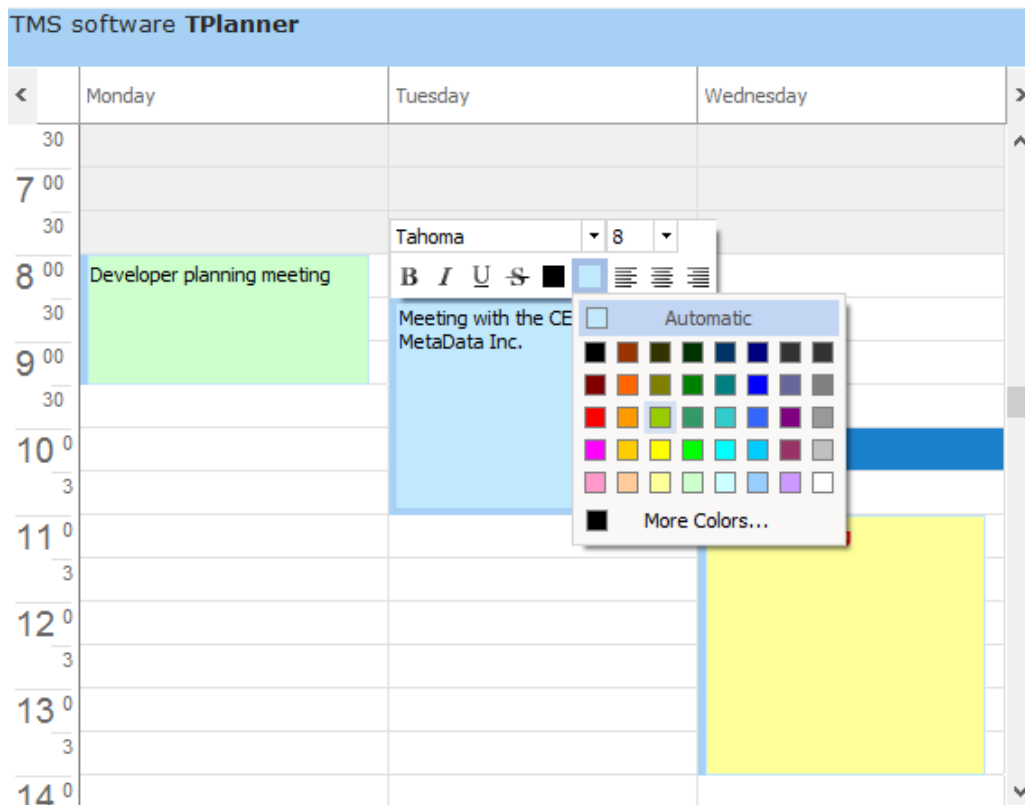 TMS software TPlanner
Monday Tuesday Wednesday
30
7 00
30
Tahoma 8
8 00
Developer planning meeting
B I U S
30
Meeting with the CE
MetaData Inc.
Automatic
9 00
30
10 0
3
11 0
More Colors...
3
12 0
3
13 0
3
14 0